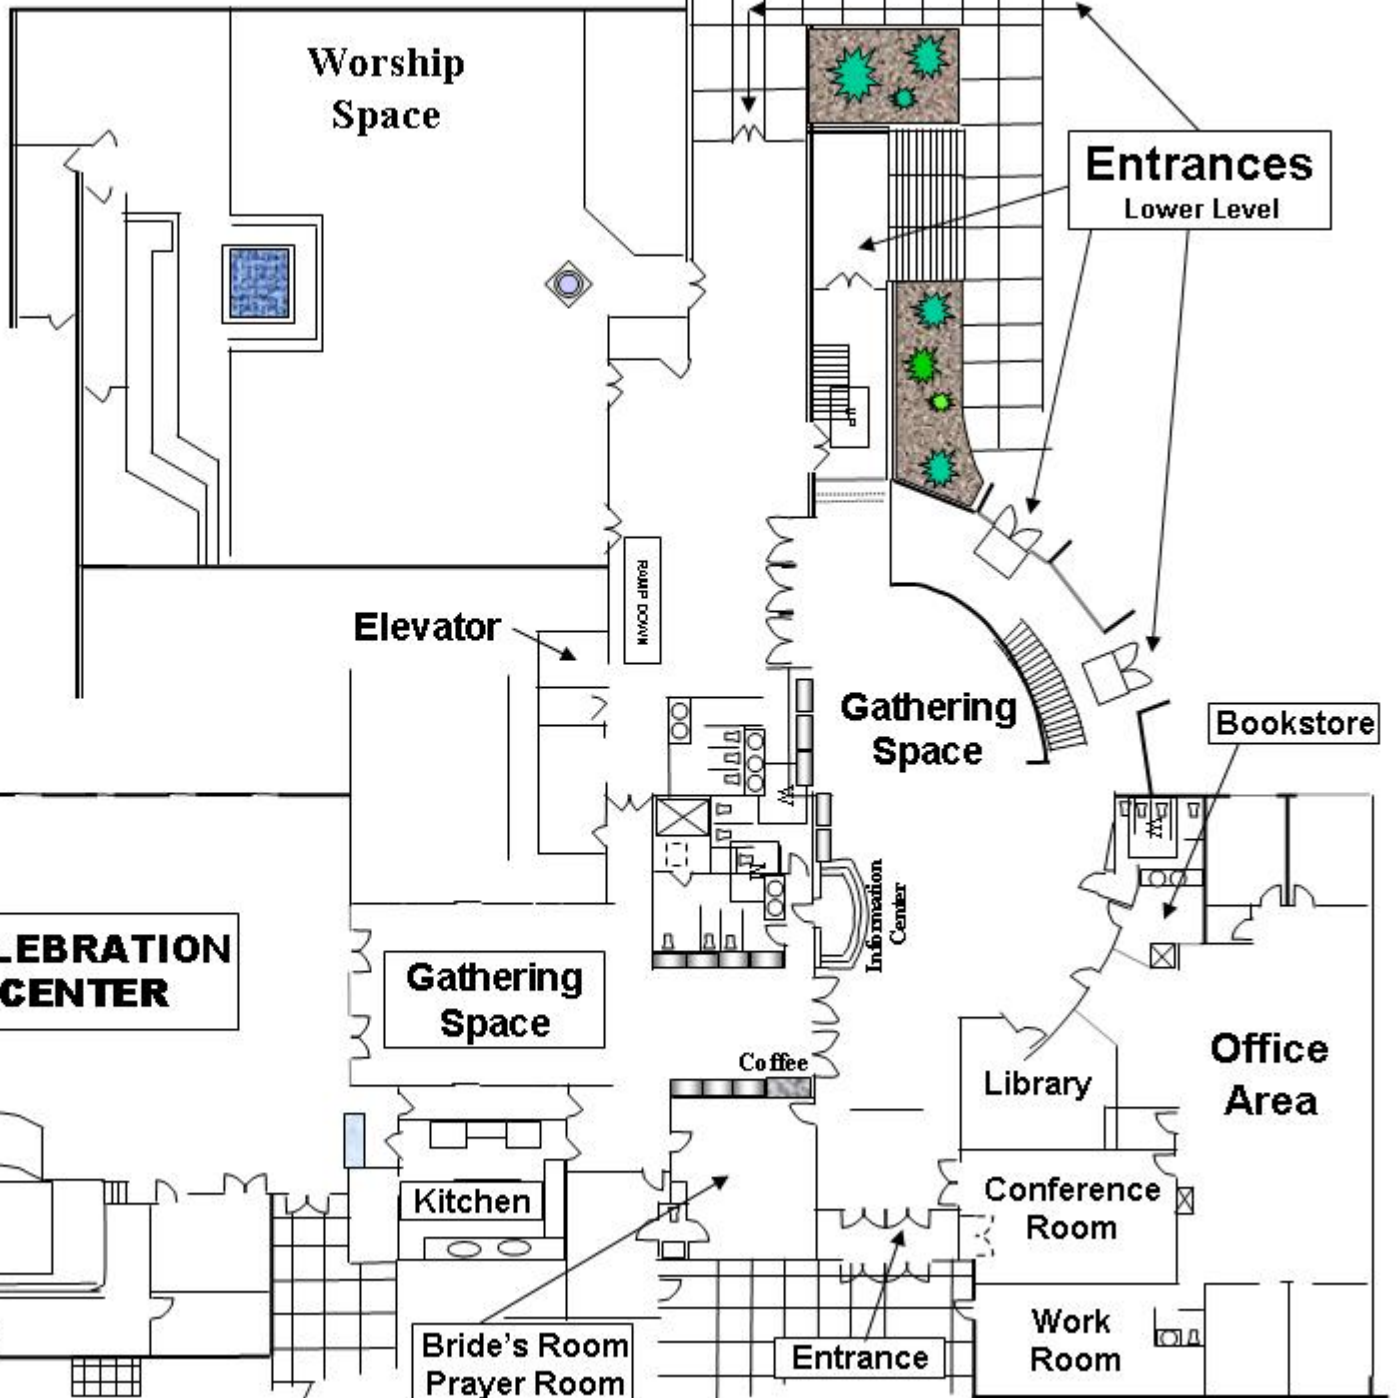 Worship
Space
Entrances
Lower Level
RAMP DOWN
Elevator
Gathering
Space
Bookstore
Information
Center
LEBRATION
CENTER
Gathering
Space
Coffee
Office
Area
Library
Kitchen
Conference
Room
Work
Room
Bride's Room
Prayer Room
Entrance